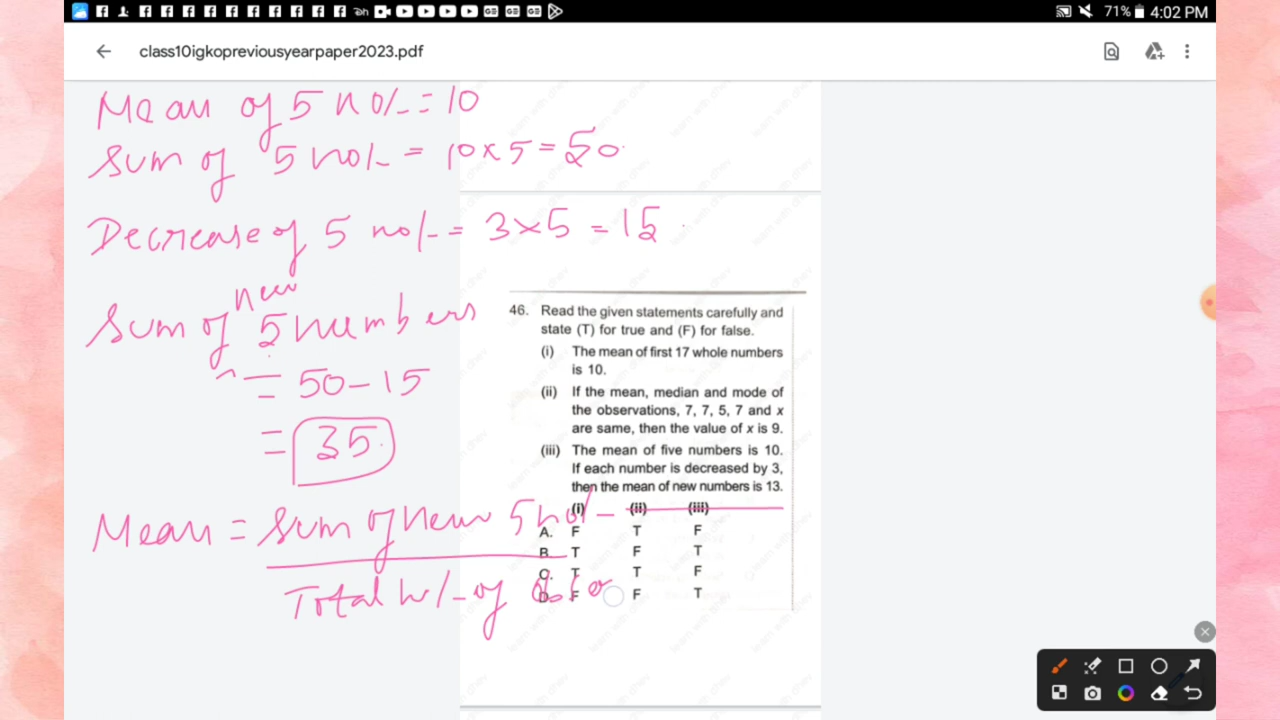 71% 4:02 PM
class10igkopreviousyearpaper2023.pdf
Mean of 5 no/- = 10
Sum of 5 no/- = 10 x 5 = 50
Decrease of 5 no/- = 3 x 5 = 15
Sum of new 5 numbers
= 50 - 15
= 35
Mean = Sum of new 5 no/-
Total n/- of
46. Read the given statements carefully and
state (T) for true and (F) for false.
(i) The mean of first 17 whole numbers
is 10.
(ii) If the mean, median and mode of
the observations, 7, 7, 5, 7 and x
are same, then the value of x is 9.
(iii) The mean of five numbers is 10.
If each number is decreased by 3,
then the mean of new numbers is 13.
(i) (ii) (iii)
A. F T F
B. T F T
C. T T F
D. F F T